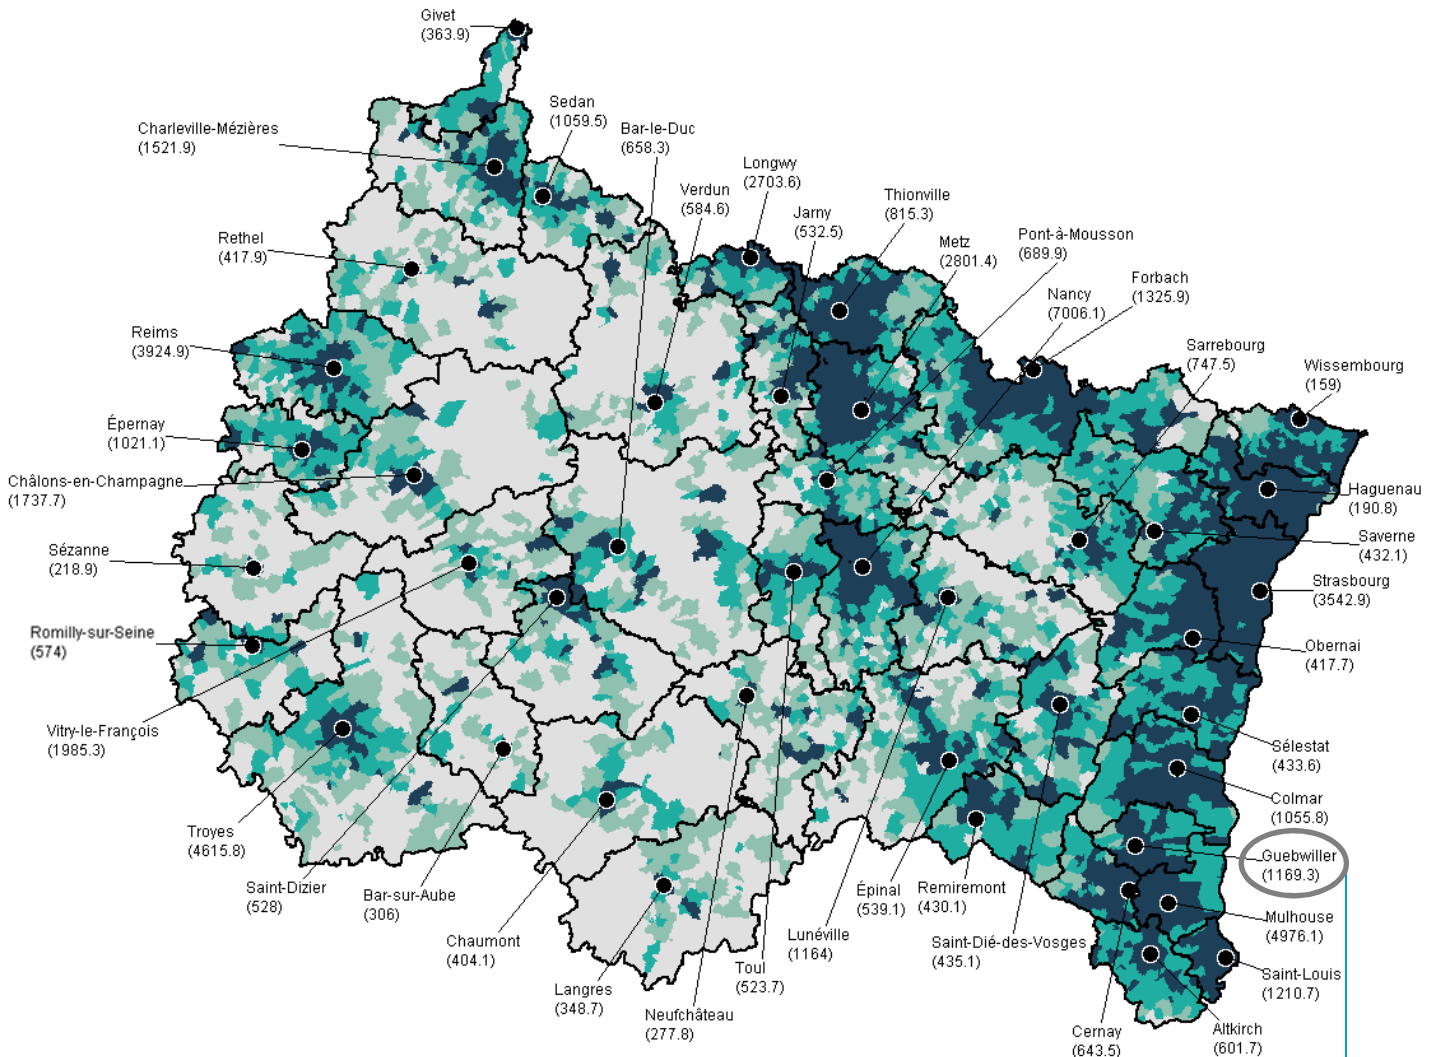 Givet
(363.9)
Sedan
(1059.5)
Charleville-Mézières
(1521.9)
Bar-le-Duc
(658.3)
Longwy
(2703.6)
Verdun
(584.6)
Thionville
(815.3)
Jarny
(532.5)
Pont-à-Mousson
(689.9)
Rethel
(417.9)
Metz
(2801.4)
Forbach
(1325.9)
Nancy
(7006.1)
Reims
(3924.9)
Sarrebourg
(747.5)
Wissembourg
(159)
Épernay
(1021.1)
Châlons-en-Champagne
(1737.7)
Haguenau
(190.8)
Saverne
(432.1)
Sézanne
(218.9)
Strasbourg
(3542.9)
Romilly-sur-Seine
(574)
Obernai
(417.7)
Vitry-le-François
(1985.3)
Sélestat
(433.6)
Colmar
(1055.8)
Troyes
(4615.8)
Guebwiller
(1169.3)
Saint-Dizier
(528)
Bar-sur-Aube
(306)
Épinal
(539.1)
Remiremont
(430.1)
Mulhouse
(4976.1)
Chaumont
(404.1)
Lunéville
(1164)
Saint-Dié-des-Vosges
(435.1)
Toul
(523.7)
Saint-Louis
(1210.7)
Langres
(348.7)
Neufchâteau
(277.8)
Cernay
(643.5)
Altkirch
(601.7)